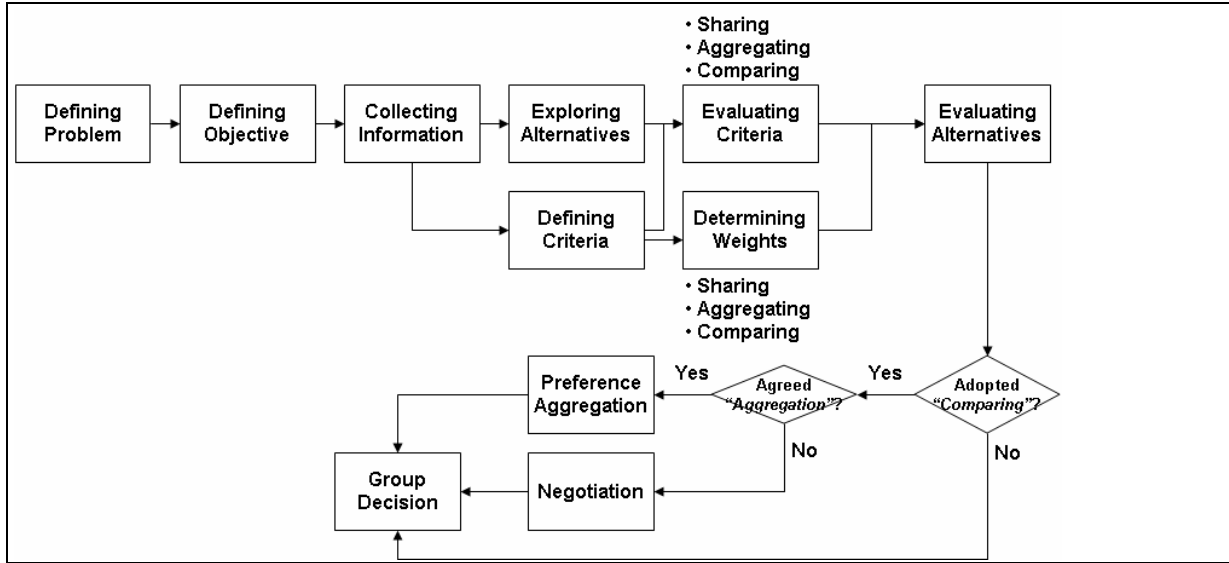 • Sharing
• Aggregating
• Comparing
Defining
Problem
Defining
Objective
Collecting
Information
Exploring
Alternatives
Evaluating
Criteria
Evaluating
Alternatives
Defining
Criteria
Determining
Weights
• Sharing
• Aggregating
• Comparing
Adopted
“Comparing”?
Yes
Agreed
“Aggregation”?
Yes
Preference
Aggregation
No
No
Negotiation
Group
Decision